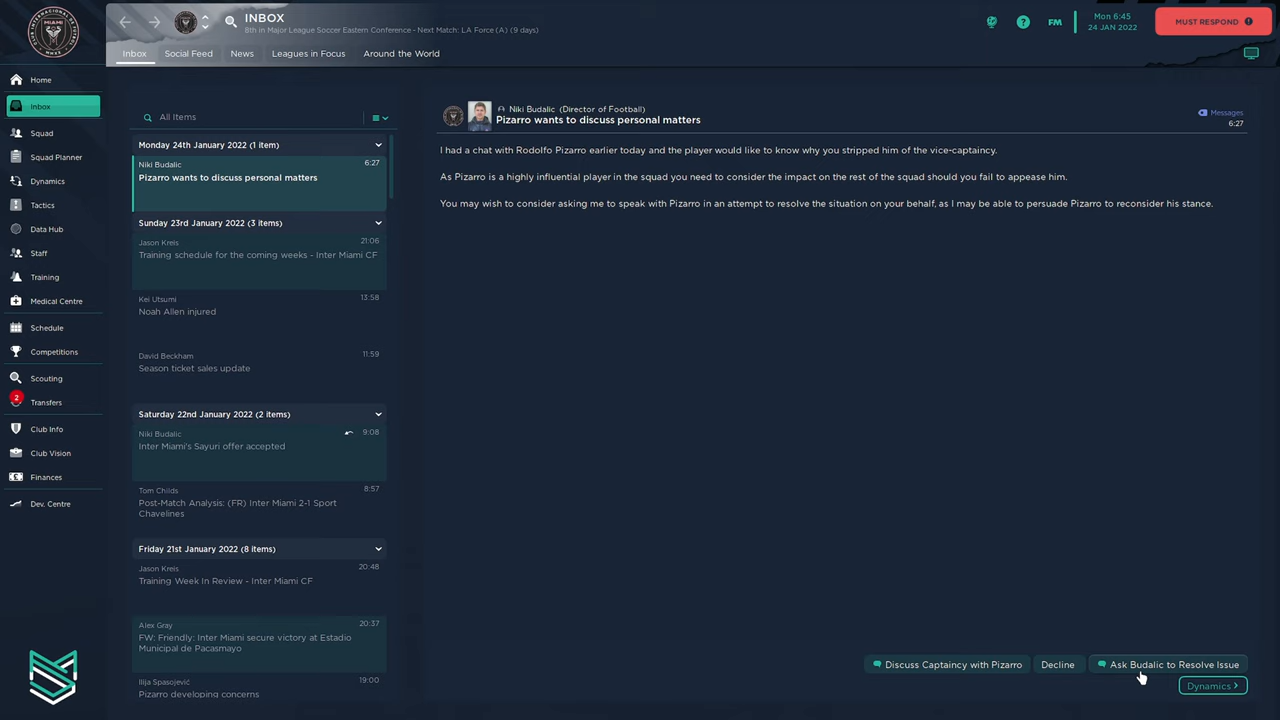 INBOX
8th in Major League Soccer Eastern Conference - Next Match: LA Force (A) (9 days)
FM
Mon 6:45
24 JAN 2022
MUST RESPOND
Inbox
Social Feed
News
Leagues in Focus
Around the World
Home
Inbox
Squad
Squad Planner
Dynamics
Tactics
Data Hub
Staff
Training
Medical Centre
Schedule
Competitions
Scouting
2
Transfers
Club Info
Club Vision
Finances
Dev. Centre
All Items
Monday 24th January 2022 (1 item)
Niki Budalic 6:27
Pizarro wants to discuss personal matters
Sunday 23rd January 2022 (3 items)
Jason Kreis 21:06
Training schedule for the coming weeks - Inter Miami CF
Kei Utsumi 13:58
Noah Allen injured
David Beckham 11:59
Season ticket sales update
Saturday 22nd January 2022 (2 items)
Niki Budalic 9:08
Inter Miami's Sayuri offer accepted
Tom Childs 8:57
Post-Match Analysis: (FR) Inter Miami 2-1 Sport
Chavelines
Friday 21st January 2022 (8 items)
Jason Kreis 20:48
Training Week In Review - Inter Miami CF
Alex Gray 20:37
FW: Friendly: Inter Miami secure victory at Estadio
Municipal de Pacasmayo
Ilija Spasojević 19:00
Pizarro developing concerns
Niki Budalic (Director of Football)
Pizarro wants to discuss personal matters
Messages
6:27
I had a chat with Rodolfo Pizarro earlier today and the player would like to know why you stripped him of the vice-captaincy.
As Pizarro is a highly influential player in the squad you need to consider the impact on the rest of the squad should you fail to appease him.
You may wish to consider asking me to speak with Pizarro in an attempt to resolve the situation on your behalf, as I may be able to persuade Pizarro to reconsider his stance.
Discuss Captaincy with Pizarro
Decline
Ask Budalic to Resolve Issue
Dynamics >